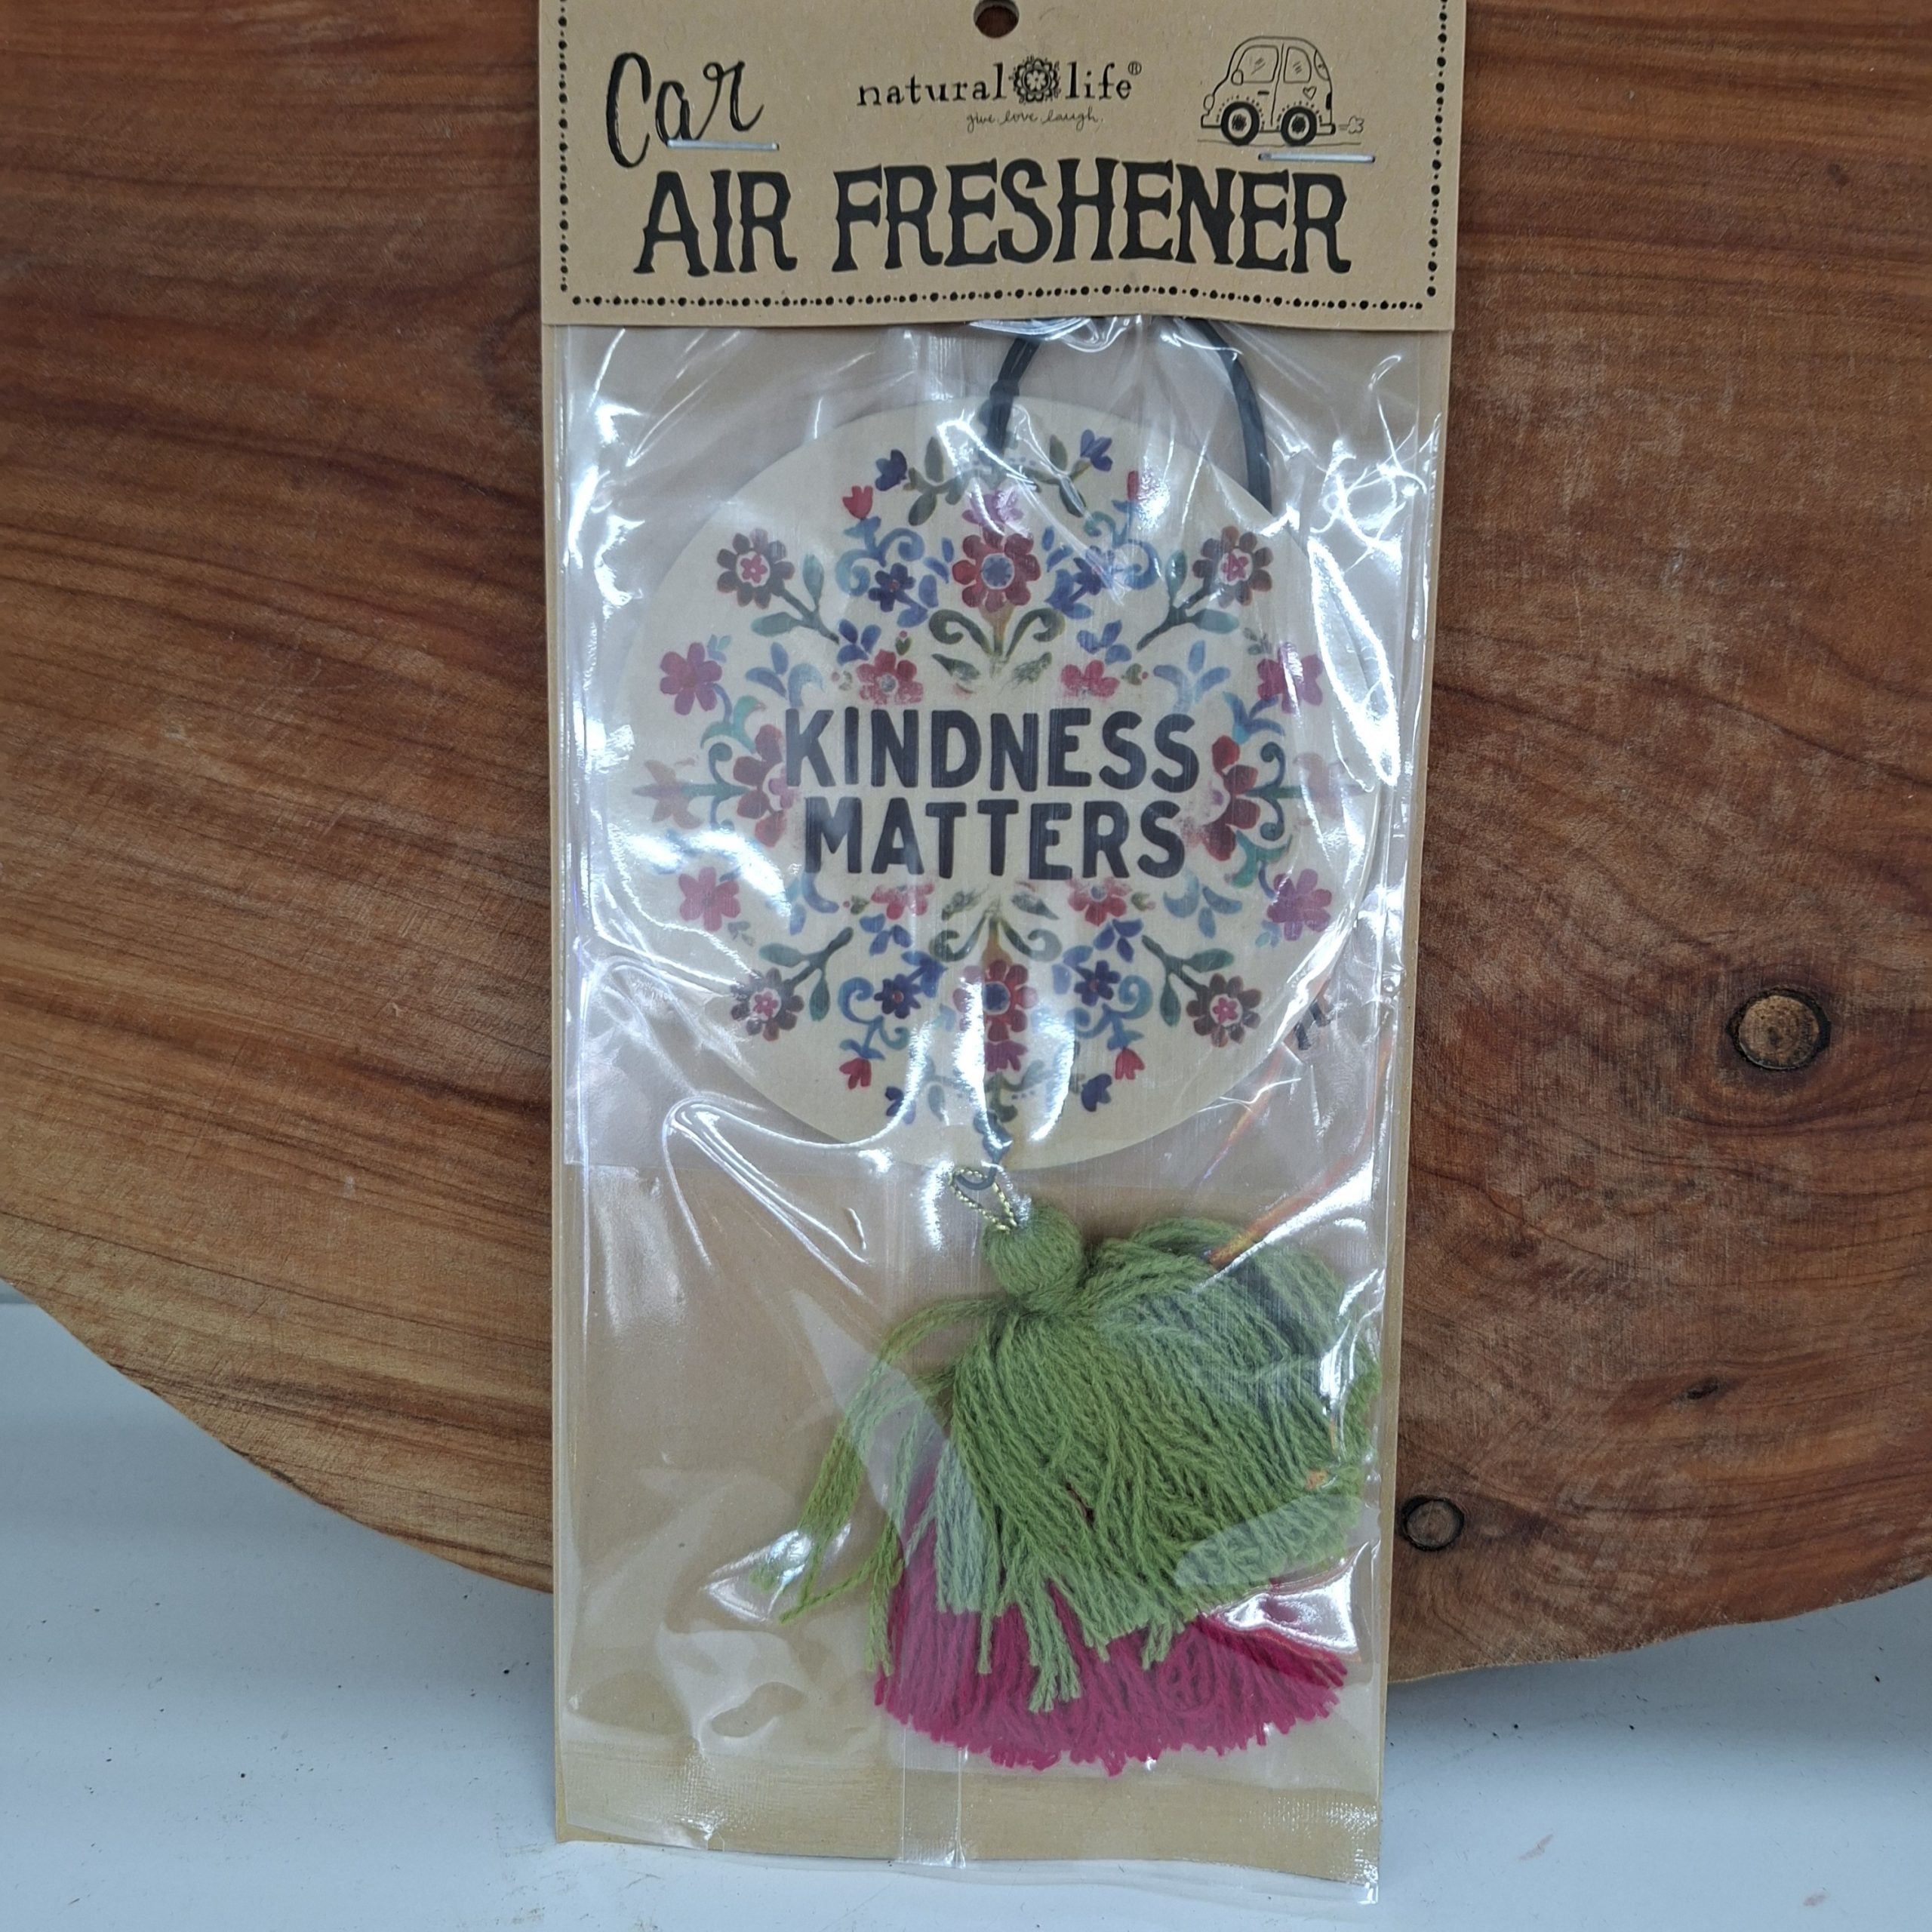 Car
natural life®
give. love. laugh.
AIR FRESHENER
KINDNESS
MATTERS